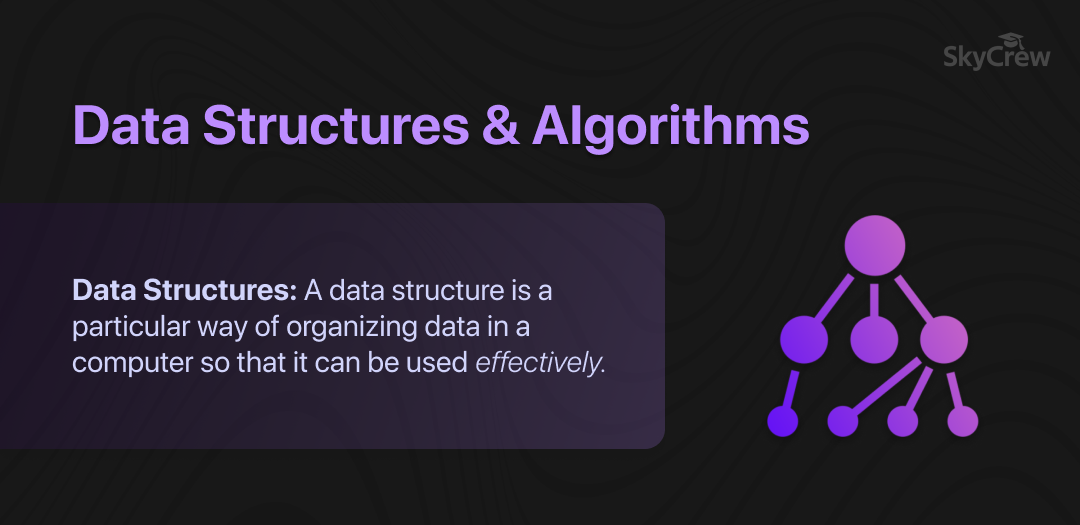 SkyCrew
Data Structures & Algorithms
Data Structures: A data structure is a
particular way of organizing data in a
computer so that it can be used effectively.